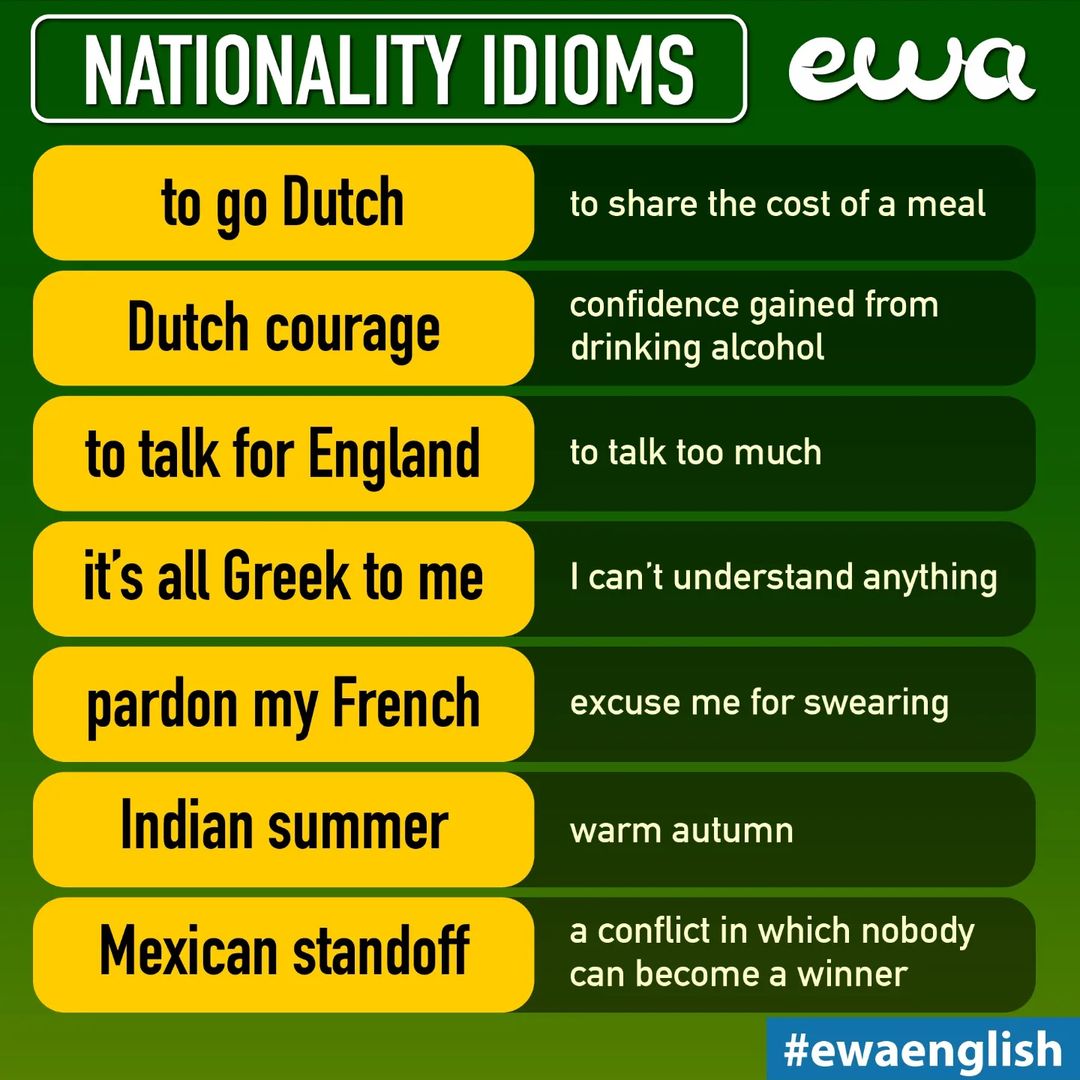 NATIONALITY IDIOMS
ewa
to go Dutch
to share the cost of a meal
Dutch courage
confidence gained from
drinking alcohol
to talk for England
to talk too much
it's all Greek to me
I can't understand anything
pardon my French
excuse me for swearing
Indian summer
warm autumn
Mexican standoff
a conflict in which nobody
can become a winner
#ewaenglish